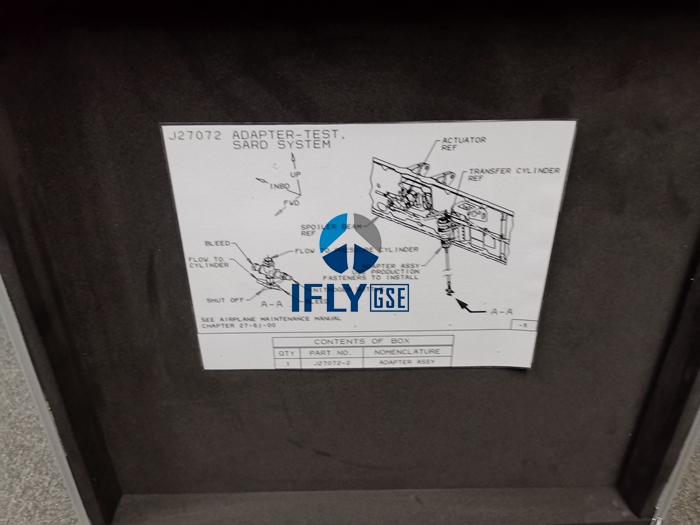 J27072 ADAPTER-TEST,
SARD SYSTEM
UP
INBD
FWD
ACTUATOR
REF
TRANSFER CYLINDER
REF
SPOILER BEAM
REF
BLEED
FLOW TO CYLINDER
FLOW TO
CYLINDER
ADAPTER ASSY
PRODUCTION
FASTENERS TO INSTALL
SHUT OFF
A-A
A-A
IFLY GSE
SEE AIRPLANE MAINTENANCE MANUAL
CHAPTER 27-61-00
CONTENTS OF BOX
QTY PART NO. NOMENCLATURE
1 J27072-2 ADAPTER ASSY